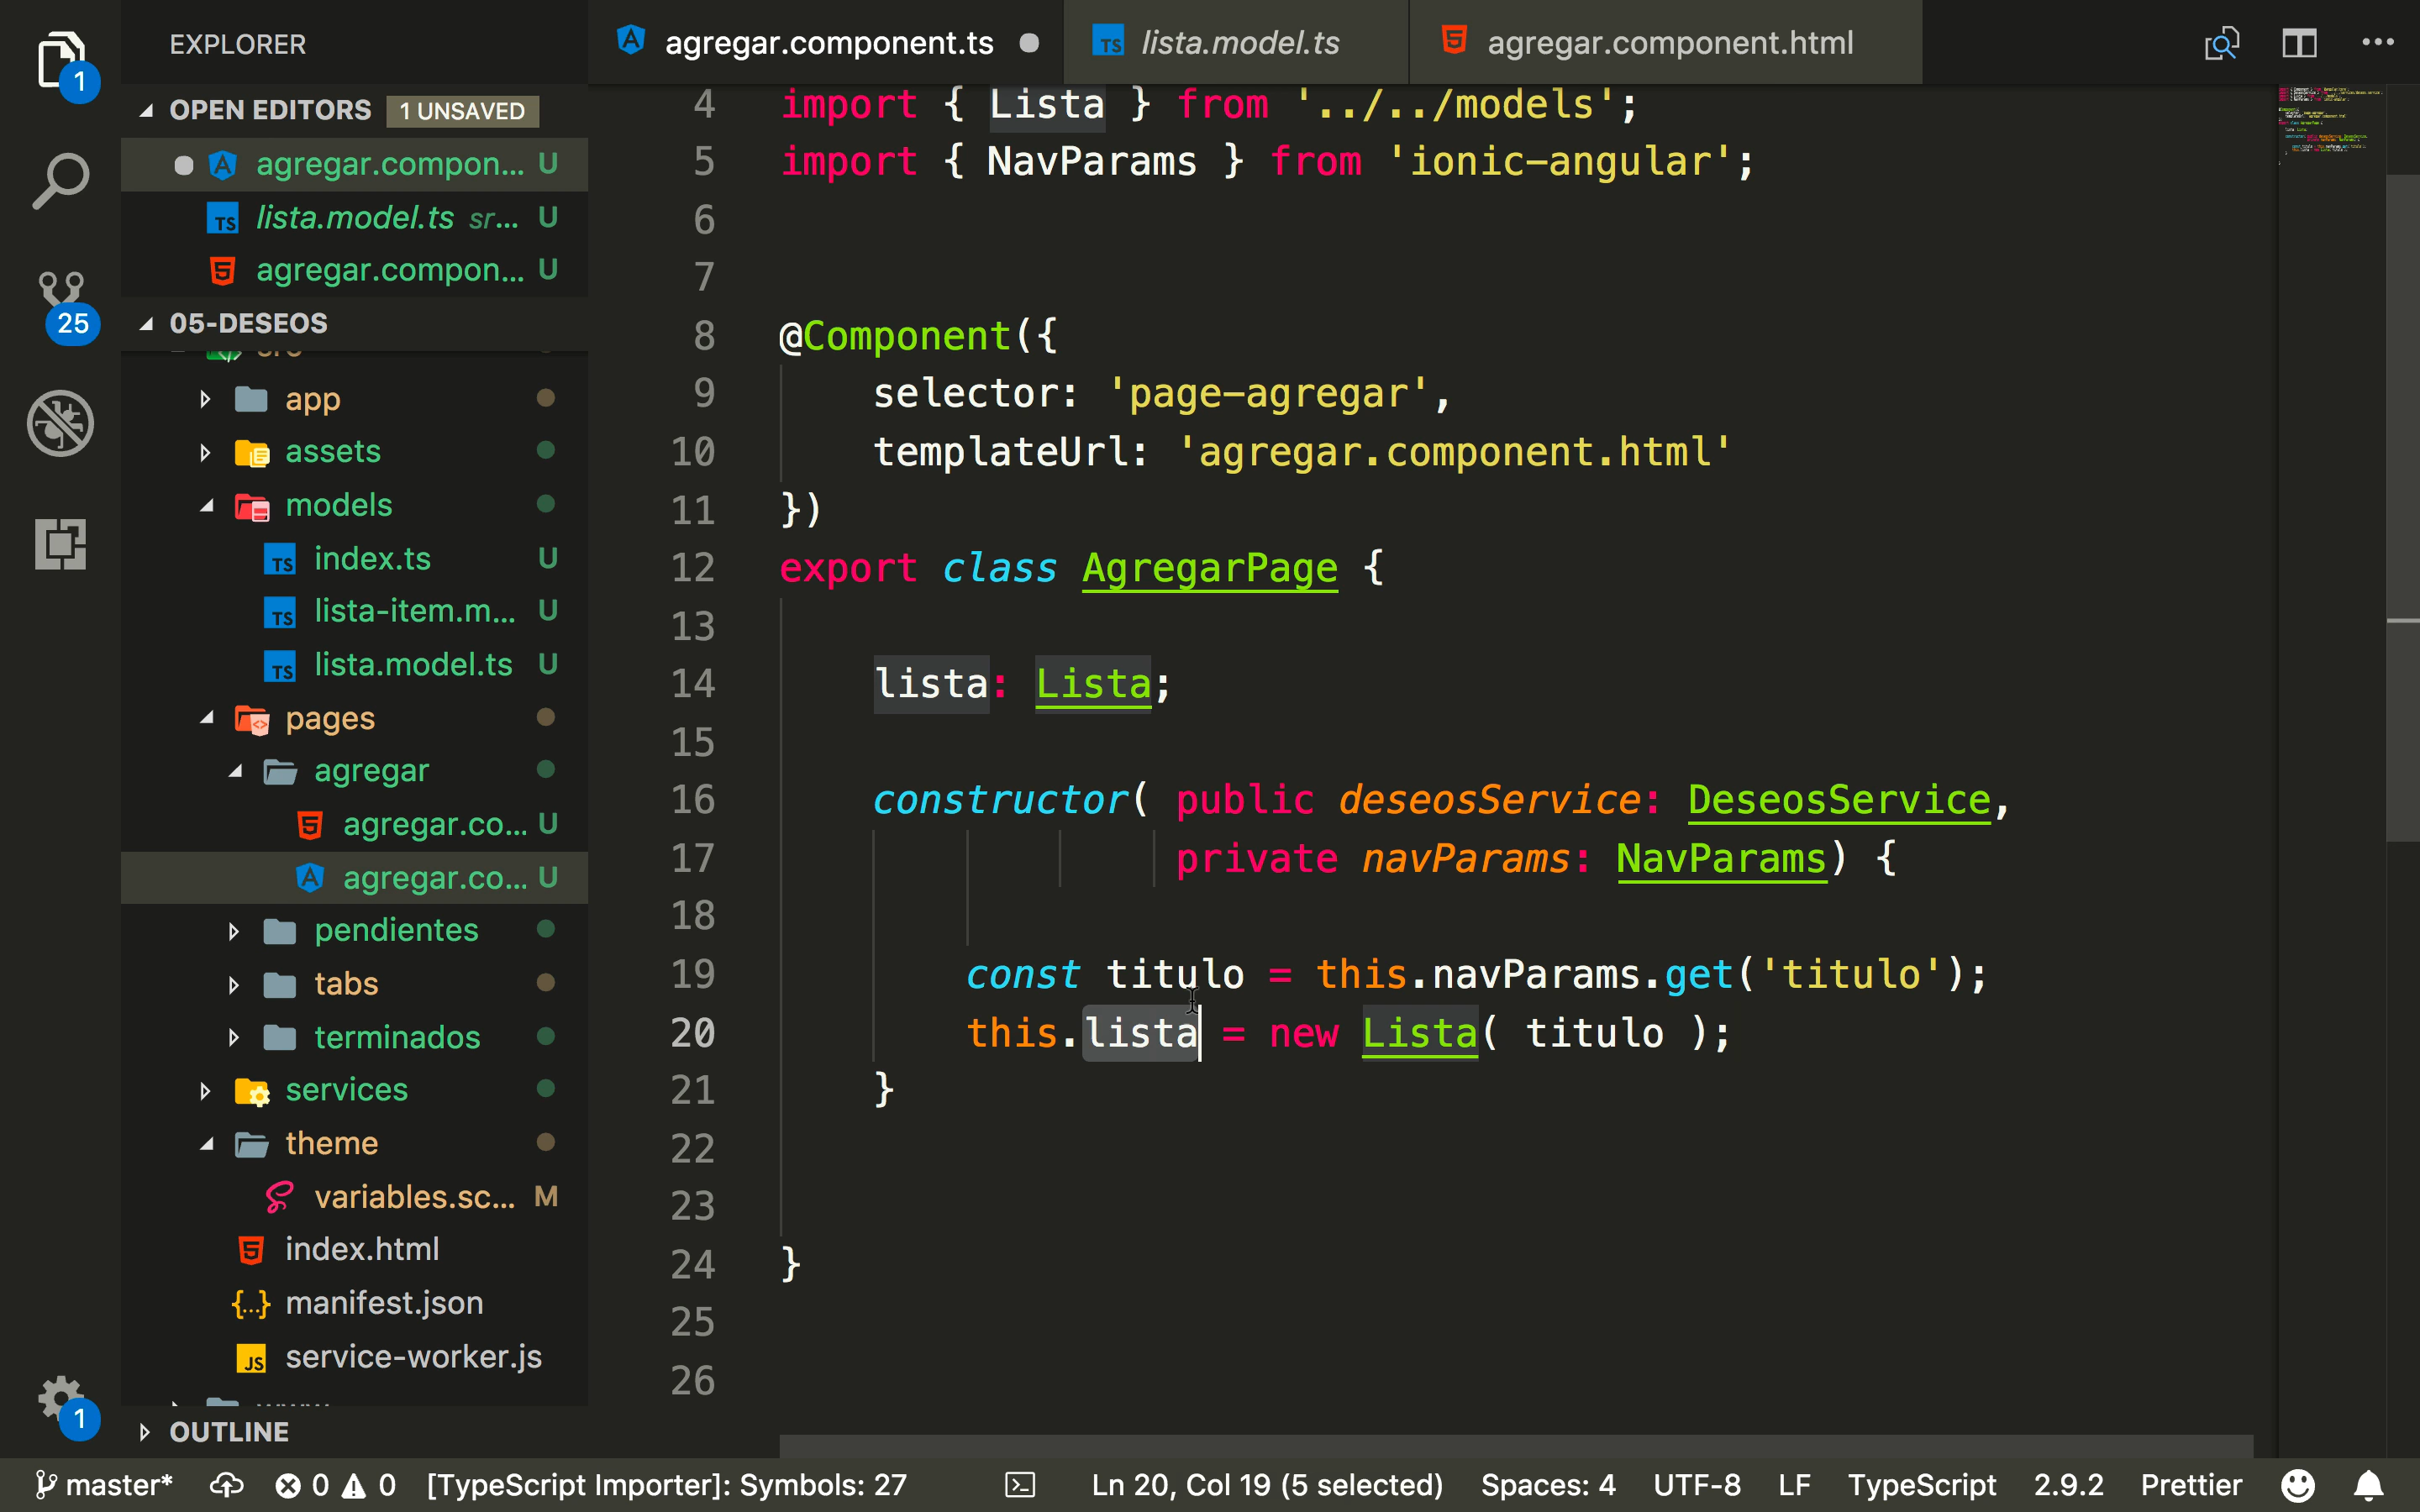 EXPLORER
agregar.component.ts
lista.model.ts
agregar.component.html
1
OPEN EDITORS 1 UNSAVED
agregar.compon... U
lista.model.ts sr... U
agregar.compon... U
25
05-DESEOS
app
assets
models
index.ts U
lista-item.m... U
lista.model.ts U
pages
agregar
agregar.co... U
agregar.co... U
pendientes
tabs
terminados
services
theme
variables.sc... M
index.html
manifest.json
service-worker.js
OUTLINE
1
4 import { Lista } from '../../models';
5 import { NavParams } from 'ionic-angular';
6
7
8 @Component({
9 selector: 'page-agregar',
10 templateUrl: 'agregar.component.html'
11 })
12 export class AgregarPage {
13
14 lista: Lista;
15
16 constructor( public deseosService: DeseosService,
17 private navParams: NavParams) {
18
19 const titulo = this.navParams.get('titulo');
20 this.lista = new Lista( titulo );
21 }
22
23
24 }
25
26
master* 0 0 [TypeScript Importer]: Symbols: 27 Ln 20, Col 19 (5 selected) Spaces: 4 UTF-8 LF TypeScript 2.9.2 Prettier